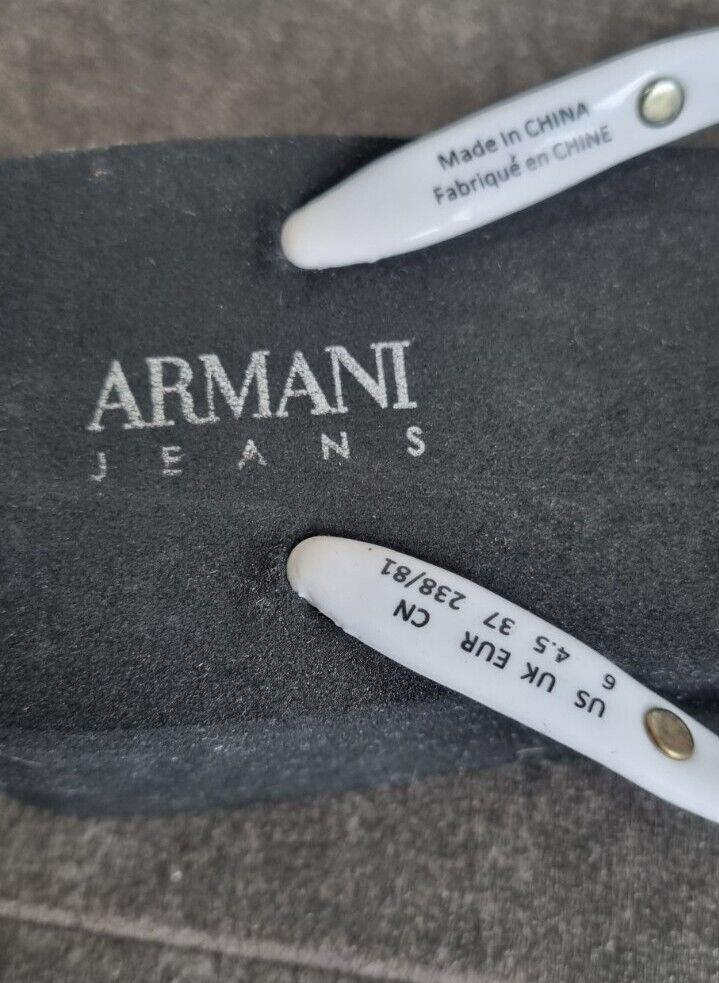 Made In CHINA
Fabriqué en CHINE
ARMANI
JEANS
US UK EUR CN
6 4.5 37 238/81